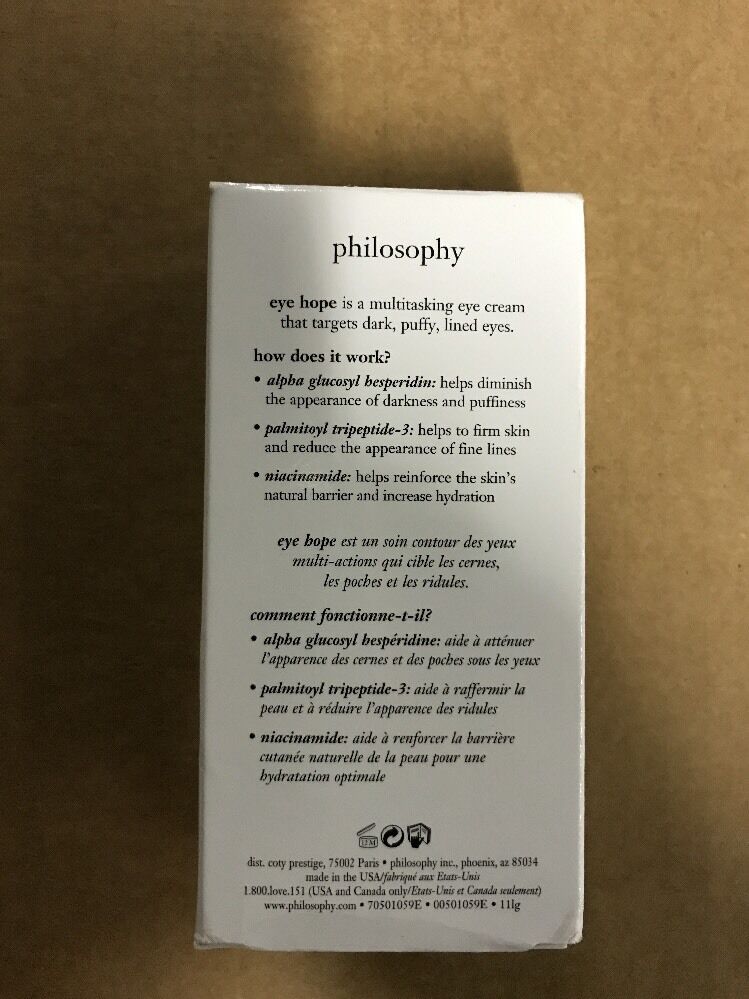 philosophy
eye hope is a multitasking eye cream
that targets dark, puffy, lined eyes.
how does it work?
• alpha glucosyl hesperidin: helps diminish
the appearance of darkness and puffiness
• palmitoyl tripeptide-3: helps to firm skin
and reduce the appearance of fine lines
• niacinamide: helps reinforce the skin's
natural barrier and increase hydration
eye hope est un soin contour des yeux
multi-actions qui cible les cernes,
les poches et les ridules.
comment fonctionne-t-il?
• alpha glucosyl hespéridine: aide à atténuer
l'apparence des cernes et des poches sous les yeux
• palmitoyl tripeptide-3: aide à raffermir la
peau et à réduire l'apparence des ridules
• niacinamide: aide à renforcer la barrière
cutanée naturelle de la peau pour une
hydratation optimale
12M
dist. coty prestige, 75002 Paris • philosophy inc., phoenix, az 85034
made in the USA/fabriqué aux Etats-Unis
1.800.love.151 (USA and Canada only/Etats-Unis et Canada seulement)
www.philosophy.com • 70501059E • 00501059E • 11lg